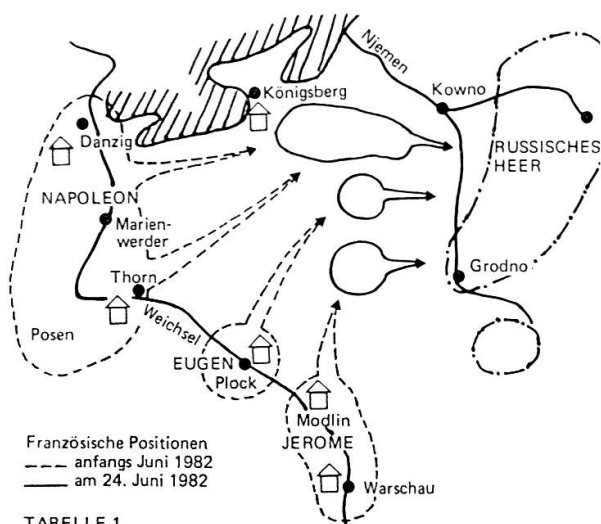 Njemen
Königsberg
Kowno
RUSSISCHES
HEER
Danzig
NAPOLEON
Marien-
werder
Thorn
Grodno
Weichsel
Posen
EUGEN
Plock
Modlin
JEROME
Warschau
Französische Positionen
anfangs Juni 1982
am 24. Juni 1982
TABELLE 1